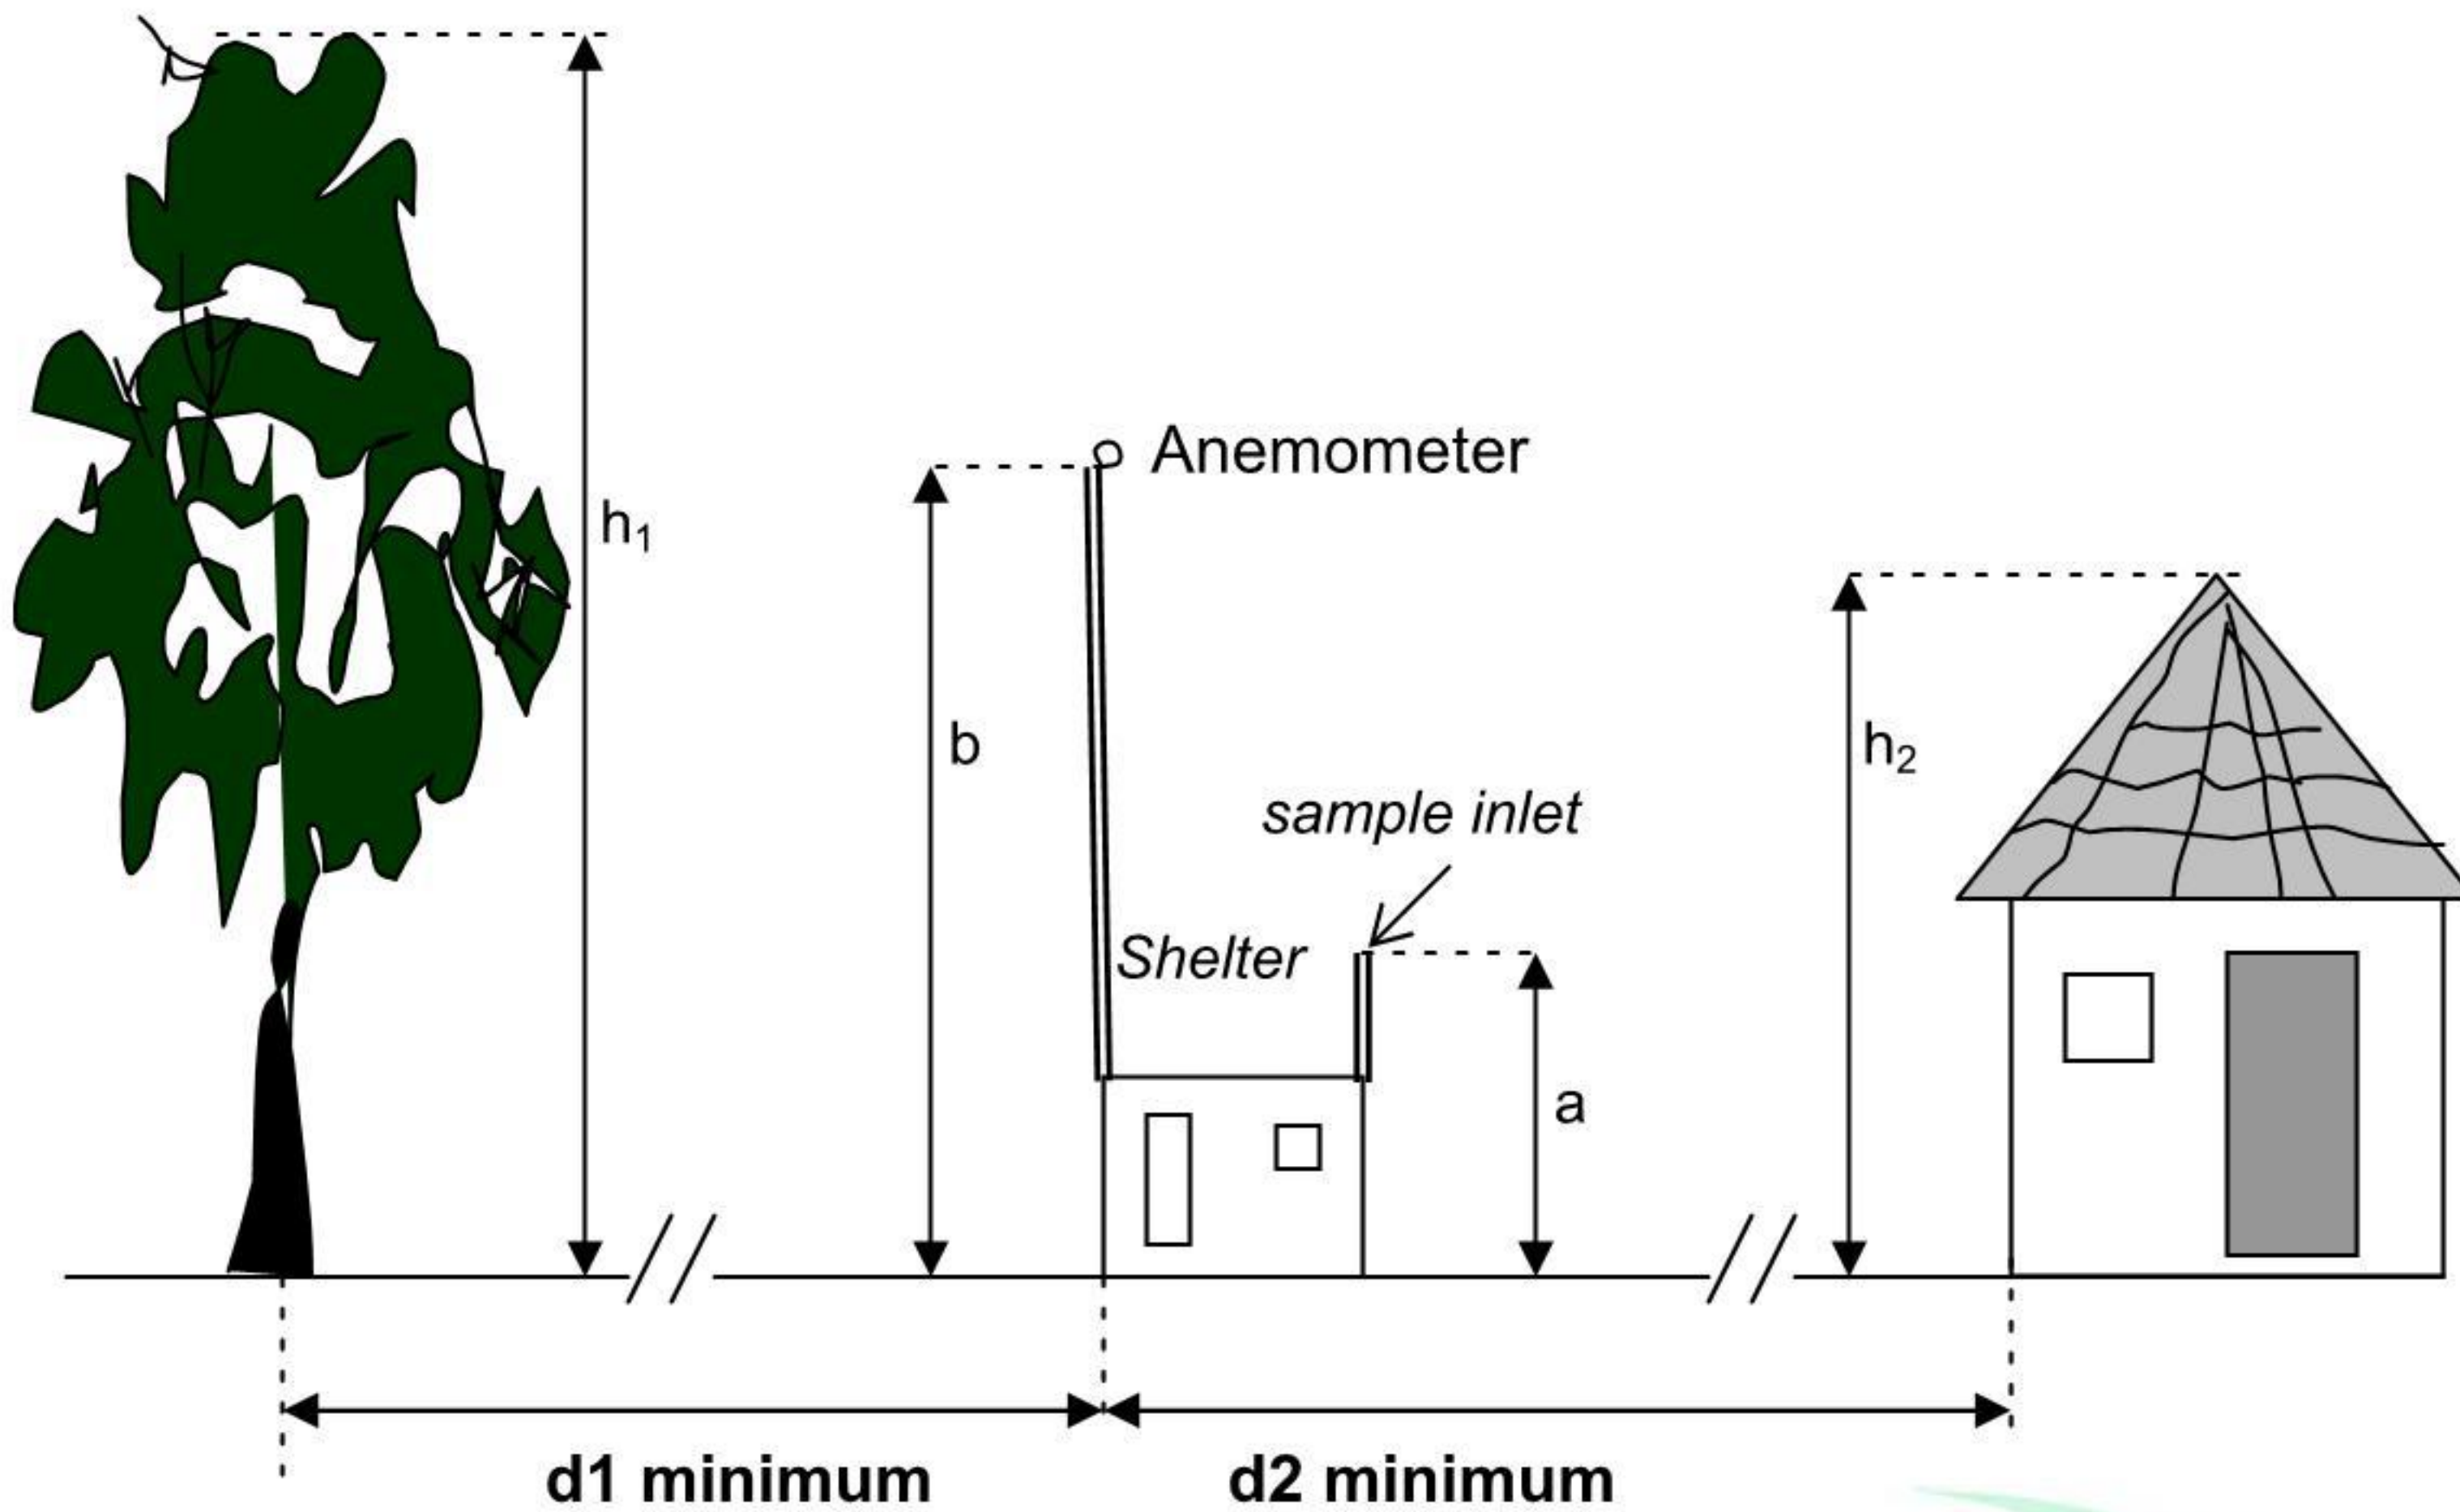 Anemometer
h₁
b
h₂
sample inlet
Shelter
a
d1 minimum
d2 minimum